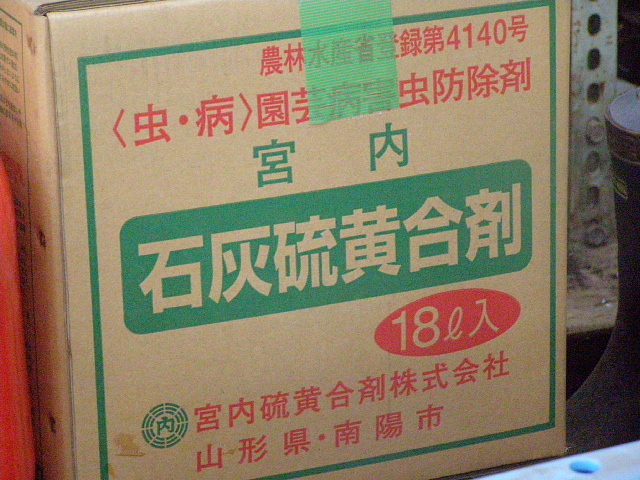 農林水産省登録第4140号
〈虫・病〉園芸病害虫防除剤
宮内
石灰硫黄合剤
18ℓ入
内
宮内硫黄合剤株式会社
山形県・南陽市